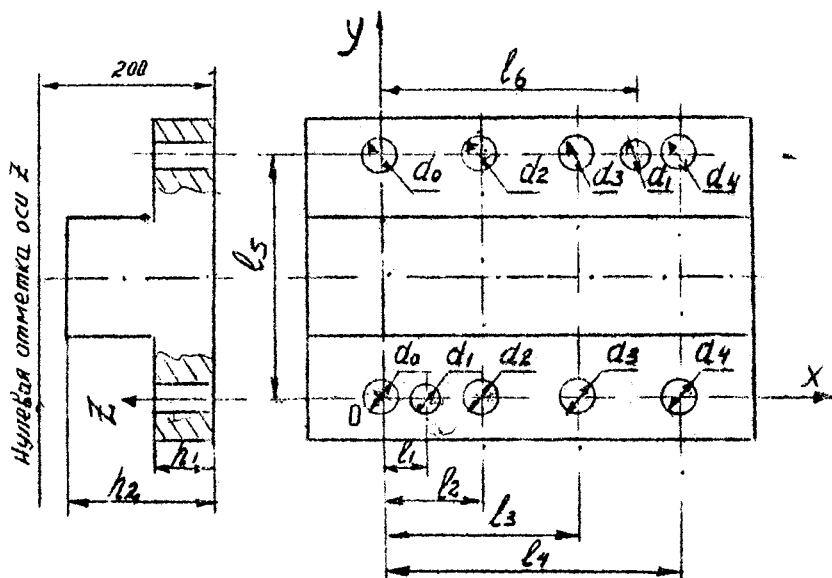 200
Нулевая отметка оси Z
y
l6
d0
d2
d3
d1
d4
l5
d0
d1
d2
d3
d4
X
Z
0
h1
h2
l1
l2
l3
l4